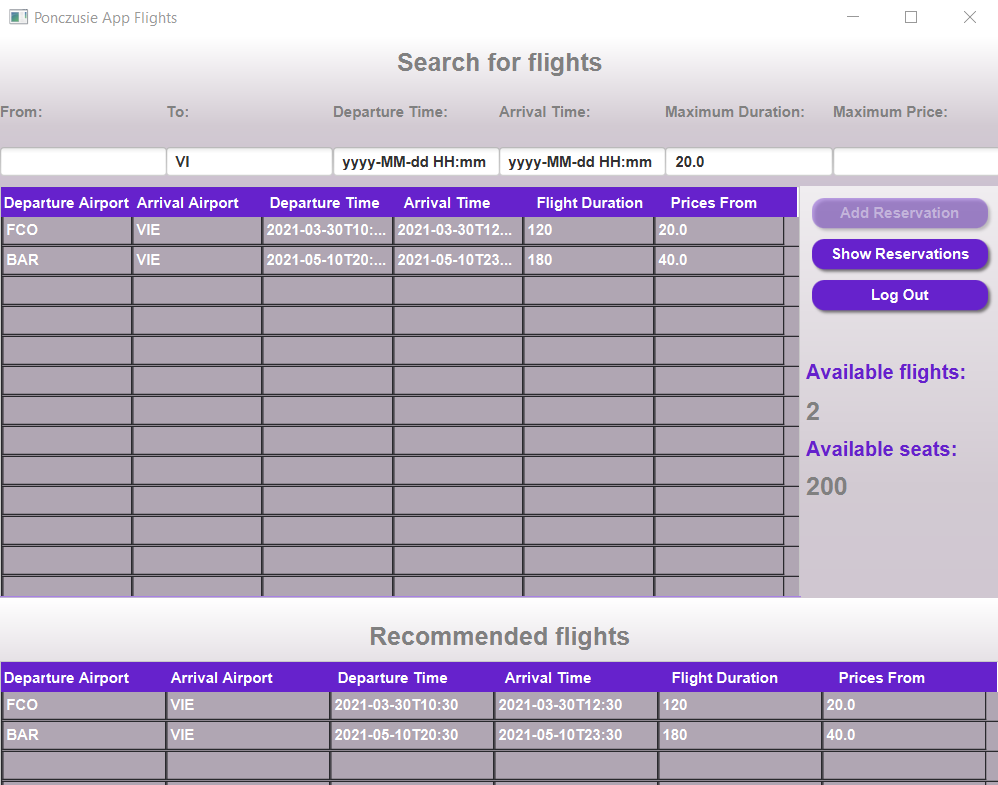 Ponczusie App Flights
Search for flights
From: To: Departure Time: Arrival Time: Maximum Duration: Maximum Price:
VI yyyy-MM-dd HH:mm yyyy-MM-dd HH:mm 20.0
Departure Airport Arrival Airport Departure Time Arrival Time Flight Duration Prices From
FCO VIE 2021-03-30T10:... 2021-03-30T12... 120 20.0
BAR VIE 2021-05-10T20:... 2021-05-10T23... 180 40.0
Add Reservation
Show Reservations
Log Out
Available flights:
2
Available seats:
200
Recommended flights
Departure Airport Arrival Airport Departure Time Arrival Time Flight Duration Prices From
FCO VIE 2021-03-30T10:30 2021-03-30T12:30 120 20.0
BAR VIE 2021-05-10T20:30 2021-05-10T23:30 180 40.0